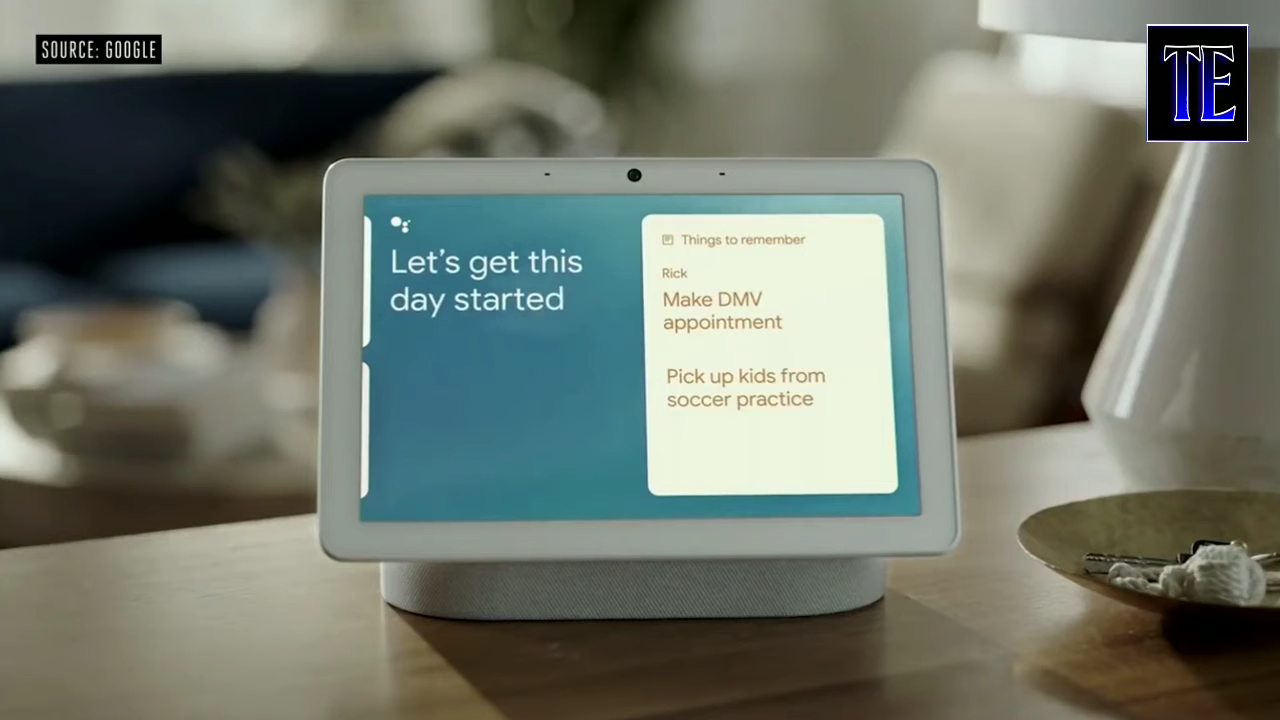 SOURCE: GOOGLE
TE
Let's get this
day started
Things to remember
Rick
Make DMV
appointment
Pick up kids from
soccer practice